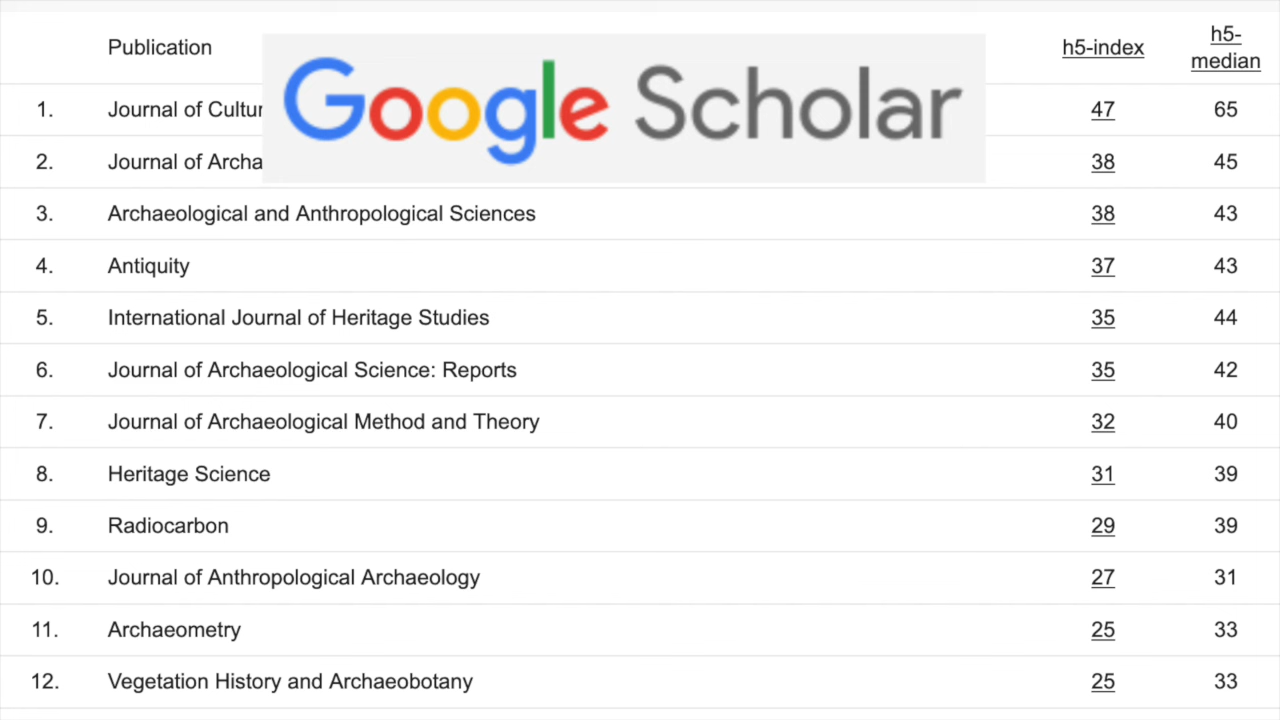 Publication h5-index h5-
median
Google Scholar
1. Journal of 47 65
2. Journal of 38 45
3. Archaeological and Anthropological Sciences 38 43
4. Antiquity 37 43
5. International Journal of Heritage Studies 35 44
6. Journal of Archaeological Science: Reports 35 42
7. Journal of Archaeological Method and Theory 32 40
8. Heritage Science 31 39
9. Radiocarbon 29 39
10. Journal of Anthropological Archaeology 27 31
11. Archaeometry 25 33
12. Vegetation History and Archaeobotany 25 33